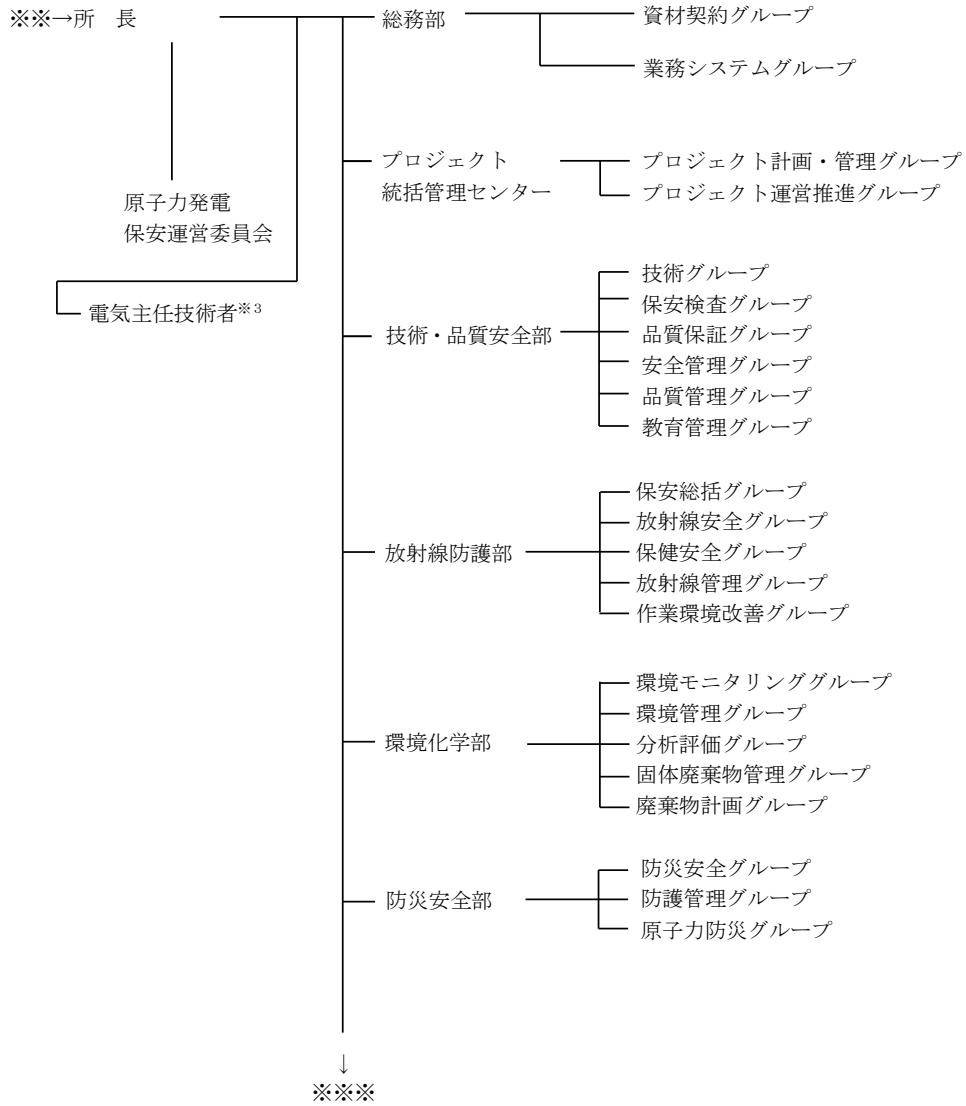 ※※→所　長
総務部
資材契約グループ
業務システムグループ
プロジェクト
統括管理センター
プロジェクト計画・管理グループ
プロジェクト運営推進グループ
原子力発電
保安運営委員会
電気主任技術者※3
技術・品質安全部
技術グループ
保安検査グループ
品質保証グループ
安全管理グループ
品質管理グループ
教育管理グループ
放射線防護部
保安総括グループ
放射線安全グループ
保健安全グループ
放射線管理グループ
作業環境改善グループ
環境化学部
環境モニタリンググループ
環境管理グループ
分析評価グループ
固体廃棄物管理グループ
廃棄物計画グループ
防災安全部
防災安全グループ
防護管理グループ
原子力防災グループ
↓
※※※